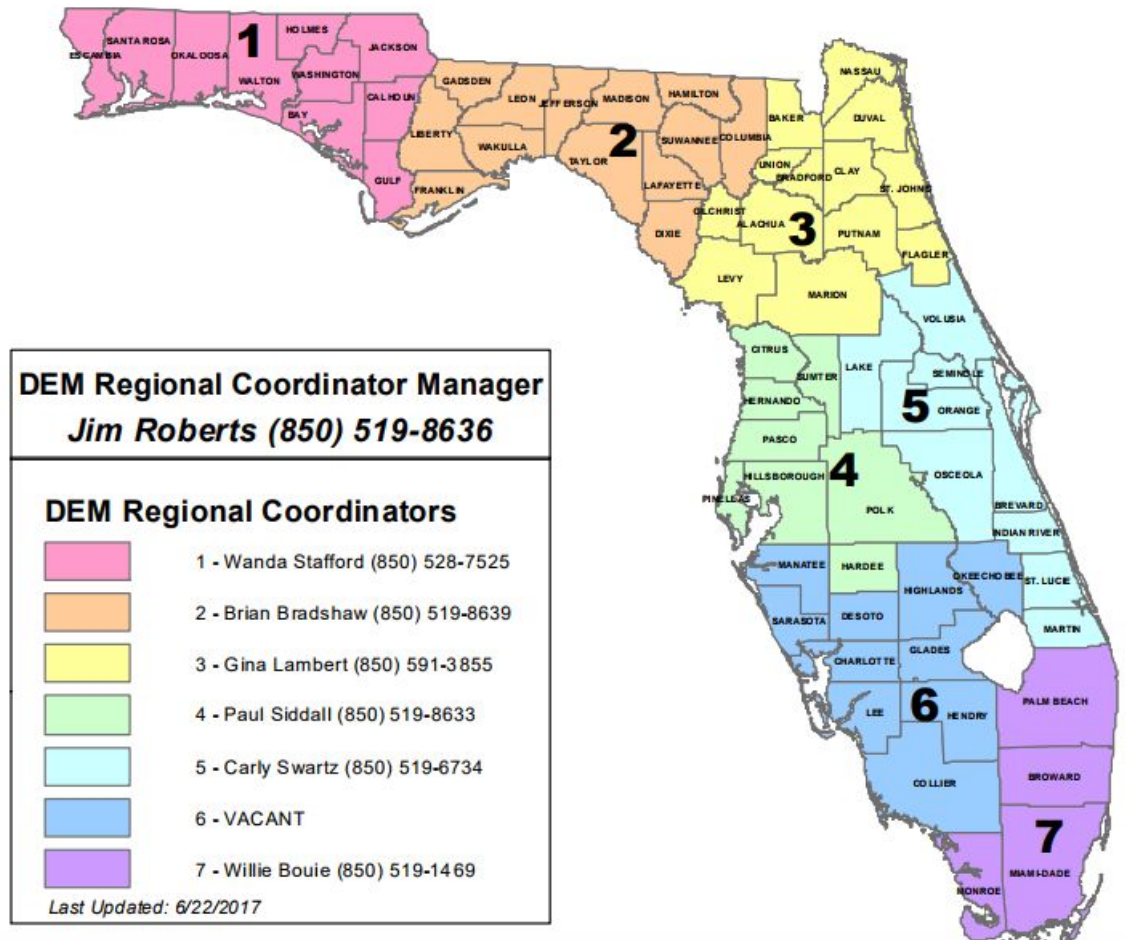 HOLMES
1
SANTA ROSA
JACKSON
ESCAMBIA
OKALOOSA
WASHINGTON
WALTON
CALHOUN
BAY
GULF
GADSDEN
LEON
JEFFERSON
MADISON
HAMILTON
LIBERTY
WAKULLA
TAYLOR
2
SUWANNEE
COLUMBIA
LAFAYETTE
FRANKLIN
DIXIE
NASSAU
BAKER
DUVAL
UNION
BRADFORD
CLAY
ST. JOHNS
GILCHRIST
ALACHUA
3
PUTNAM
FLAGLER
LEVY
MARION
VOLUSIA
CITRUS
SUMTER
LAKE
SEMINOLE
HERNANDO
5
ORANGE
PASCO
HILLSBOROUGH
4
OSCEOLA
PINELLAS
POLK
BREVARD
INDIAN RIVER
MANATEE
HARDEE
HIGHLANDS
OKEECHOBEE
ST. LUCIE
SARASOTA
DESOTO
MARTIN
CHARLOTTE
GLADES
LEE
6
HENDRY
PALM BEACH
COLLIER
BROWARD
7
MIAMI-DADE
MONROE
DEM Regional Coordinator Manager
Jim Roberts (850) 519-8636
DEM Regional Coordinators
1 - Wanda Stafford (850) 528-7525
2 - Brian Bradshaw (850) 519-8639
3 - Gina Lambert (850) 591-3855
4 - Paul Siddall (850) 519-8633
5 - Carly Swartz (850) 519-6734
6 - VACANT
7 - Willie Bouie (850) 519-1469
Last Updated: 6/22/2017